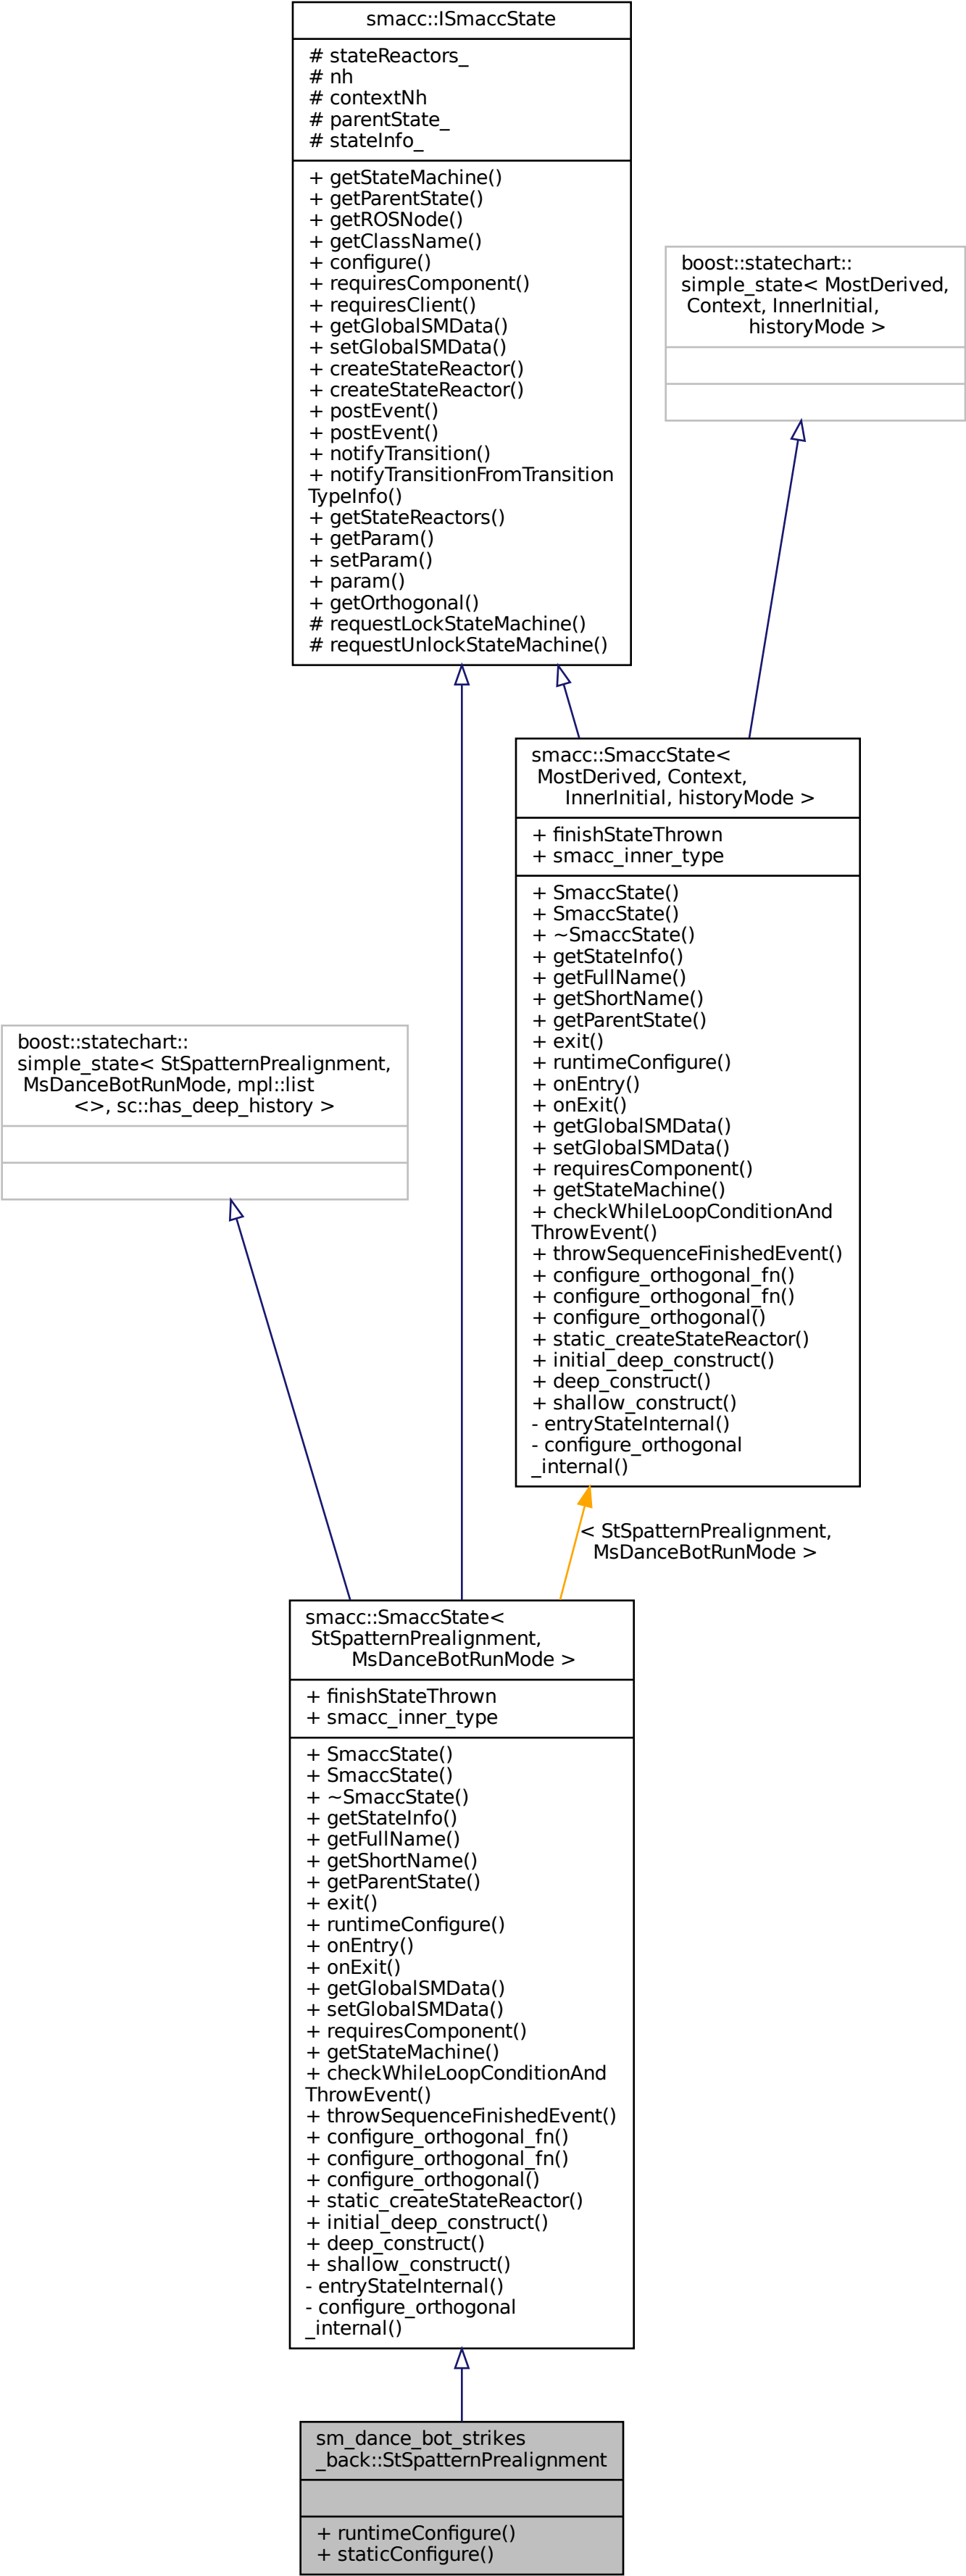 smacc::ISmaccState
# stateReactors_
# nh
# contextNh
# parentState_
# stateInfo_
+ getStateMachine()
+ getParentState()
+ getROSNode()
+ getClassName()
+ configure()
+ requiresComponent()
+ requiresClient()
+ getGlobalSMData()
+ setGlobalSMData()
+ createStateReactor()
+ createStateReactor()
+ postEvent()
+ postEvent()
+ notifyTransition()
+ notifyTransitionFromTransition
TypeInfo()
+ getStateReactors()
+ getParam()
+ setParam()
+ param()
+ getOrthogonal()
# requestLockStateMachine()
# requestUnlockStateMachine()
boost::statechart::
simple_state< MostDerived,
Context, InnerInitial,
historyMode >
smacc::SmaccState<
MostDerived, Context,
InnerInitial, historyMode >
+ finishStateThrown
+ smacc_inner_type
+ SmaccState()
+ SmaccState()
+ ~SmaccState()
+ getStateInfo()
+ getFullName()
+ getShortName()
+ getParentState()
+ exit()
+ runtimeConfigure()
+ onEntry()
+ onExit()
+ getGlobalSMData()
+ setGlobalSMData()
+ requiresComponent()
+ getStateMachine()
+ checkWhileLoopConditionAnd
ThrowEvent()
+ throwSequenceFinishedEvent()
+ configure_orthogonal_fn()
+ configure_orthogonal_fn()
+ configure_orthogonal()
+ static_createStateReactor()
+ initial_deep_construct()
+ deep_construct()
+ shallow_construct()
- entryStateInternal()
- configure_orthogonal
_internal()
boost::statechart::
simple_state< StSpatternPrealignment,
MsDanceBotRunMode, mpl::list
<>, sc::has_deep_history >
< StSpatternPrealignment,
MsDanceBotRunMode >
smacc::SmaccState<
StSpatternPrealignment,
MsDanceBotRunMode >
+ finishStateThrown
+ smacc_inner_type
+ SmaccState()
+ SmaccState()
+ ~SmaccState()
+ getStateInfo()
+ getFullName()
+ getShortName()
+ getParentState()
+ exit()
+ runtimeConfigure()
+ onEntry()
+ onExit()
+ getGlobalSMData()
+ setGlobalSMData()
+ requiresComponent()
+ getStateMachine()
+ checkWhileLoopConditionAnd
ThrowEvent()
+ throwSequenceFinishedEvent()
+ configure_orthogonal_fn()
+ configure_orthogonal_fn()
+ configure_orthogonal()
+ static_createStateReactor()
+ initial_deep_construct()
+ deep_construct()
+ shallow_construct()
- entryStateInternal()
- configure_orthogonal
_internal()
sm_dance_bot_strikes
_back::StSpatternPrealignment
+ runtimeConfigure()
+ staticConfigure()